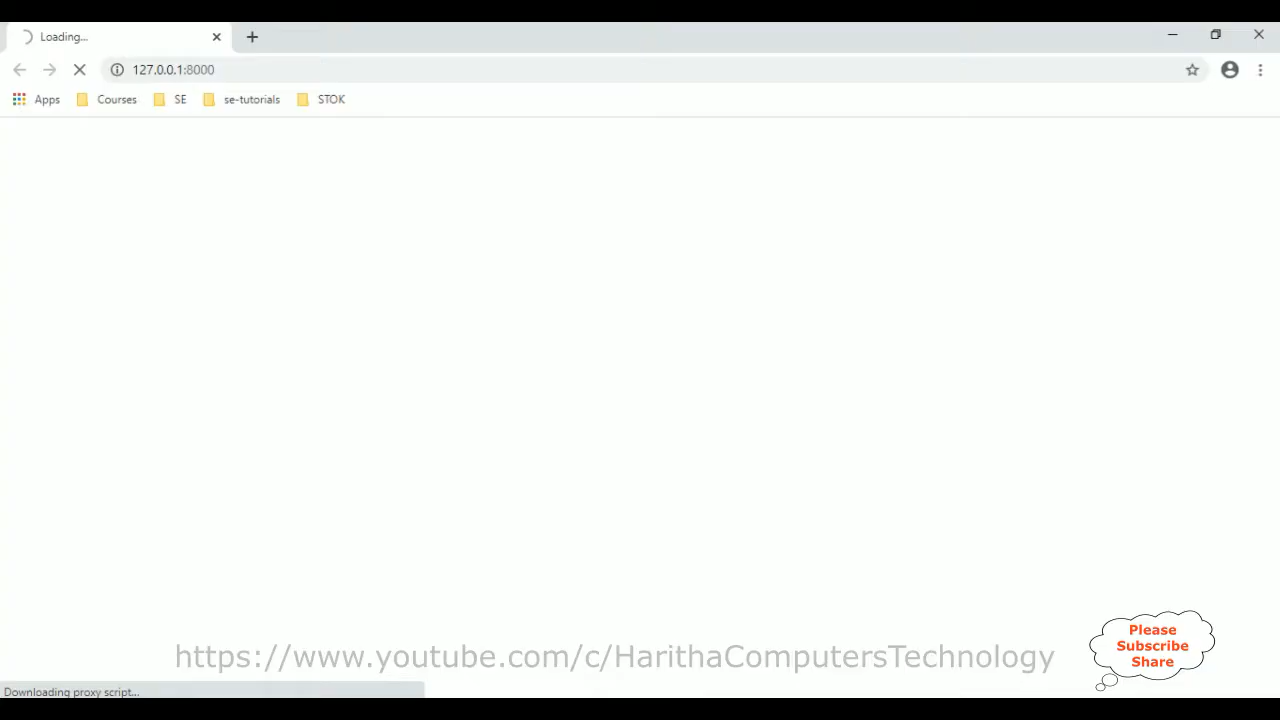 Loading...
127.0.0.1:8000
Apps Courses SE se-tutorials STOK
Please
Subscribe
Share
https://www.youtube.com/c/HarithaComputersTechnology
Downloading proxy script...